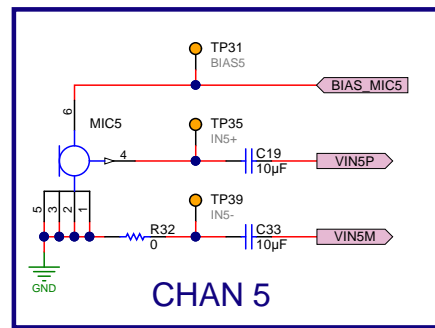 TP31
BIAS5
BIAS_MIC5
6
MIC5
TP35
IN5+
4
C19
10µF
VIN5P
TP39
IN5-
5
3
2
1
R32
0
C33
10µF
VIN5M
GND
CHAN 5